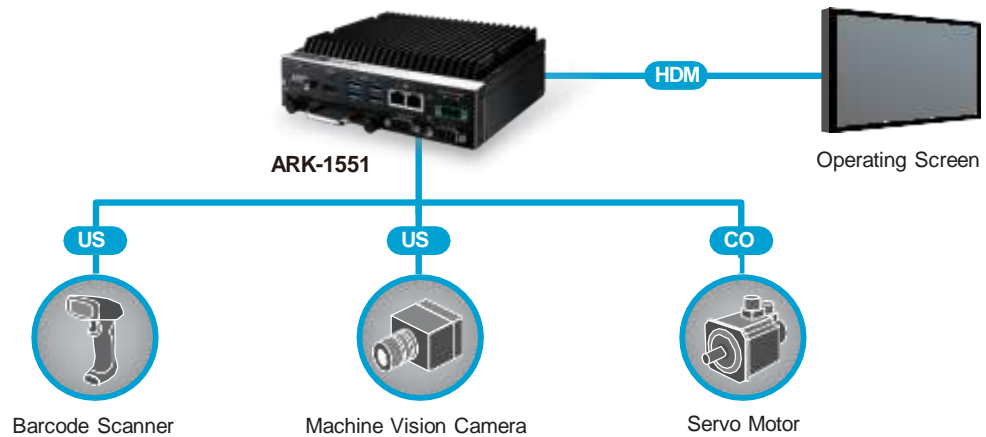 HDM
Operating Screen
ARK-1551
US
US
CO
Barcode Scanner
Machine Vision Camera
Servo Motor